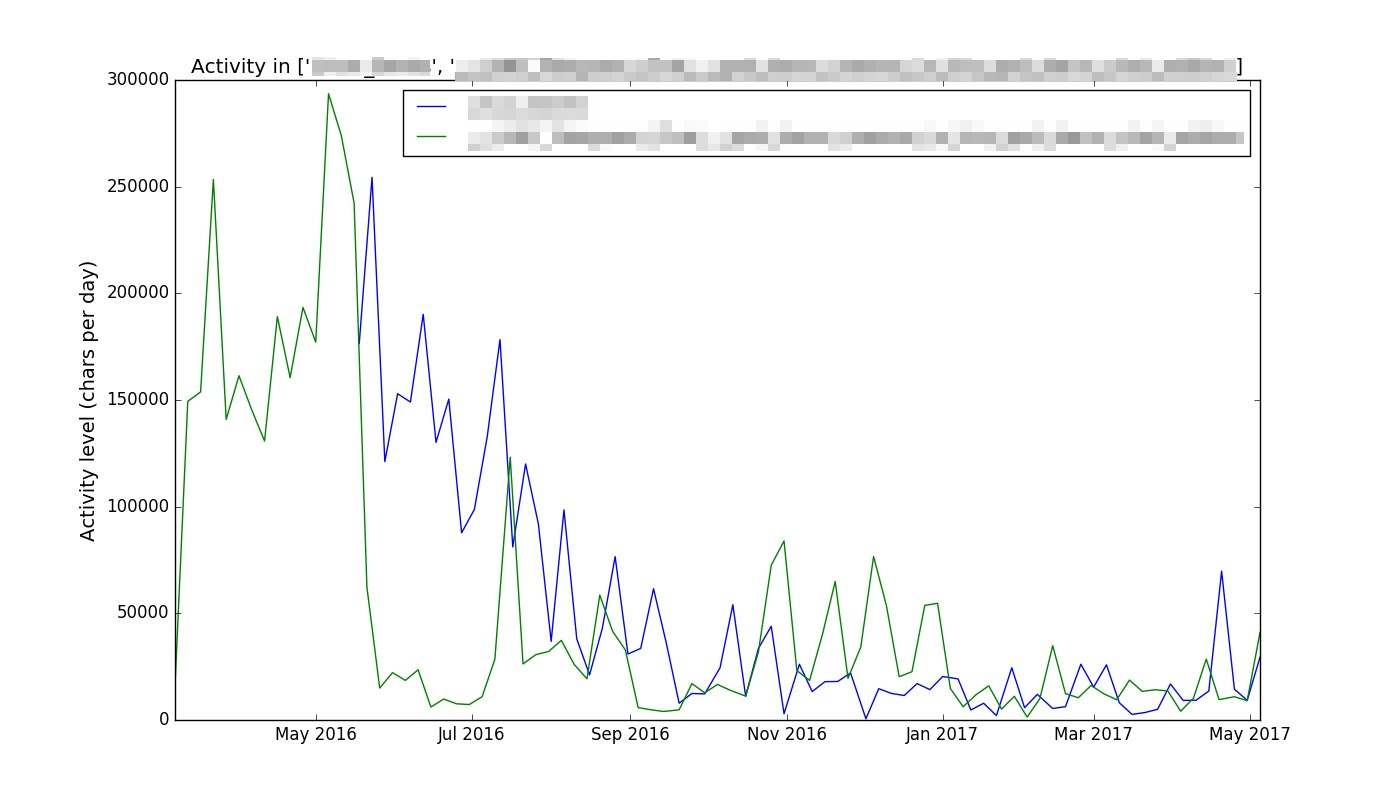 Activity in ['_', ']
300000
250000
200000
150000
100000
50000
0
Activity level (chars per day)
May 2016
Jul 2016
Sep 2016
Nov 2016
Jan 2017
Mar 2017
May 2017